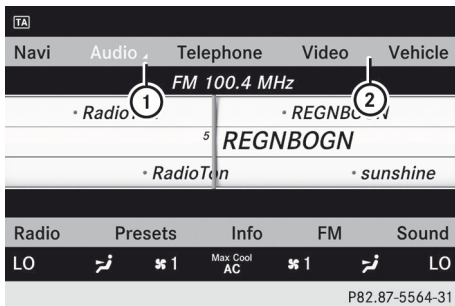 TA
Navi Audio Telephone Video Vehicle
FM 100.4 MHz
1 2
• RadioTon • REGNBOGN
5 REGNBOGN
• RadioTon • sunshine
Radio Presets Info FM Sound
LO 1 Max Cool AC 1 LO
P82.87-5564-31